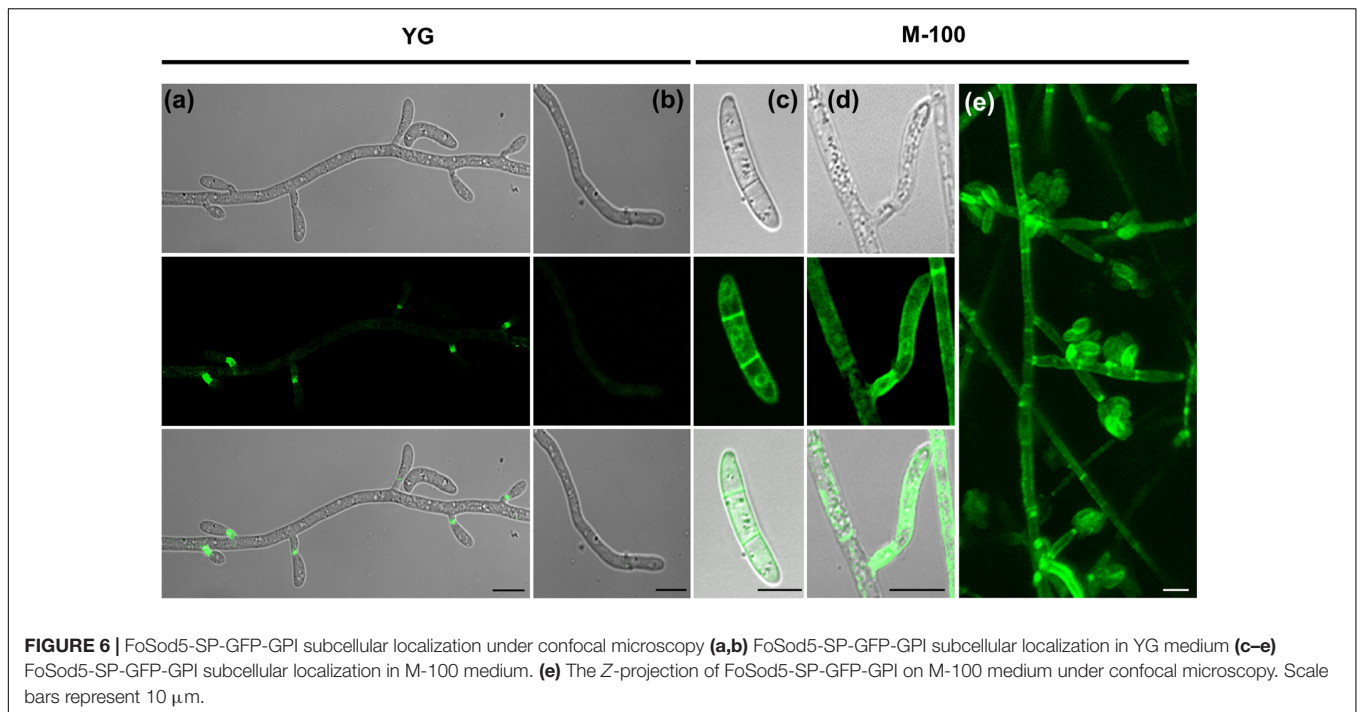 YG
M-100
(a)
(b)
(c)
(d)
(e)
FIGURE 6 | FoSod5-SP-GFP-GPI subcellular localization under confocal microscopy (a,b) FoSod5-SP-GFP-GPI subcellular localization in YG medium (c–e)
FoSod5-SP-GFP-GPI subcellular localization in M-100 medium. (e) The Z-projection of FoSod5-SP-GFP-GPI on M-100 medium under confocal microscopy. Scale
bars represent 10 μm.